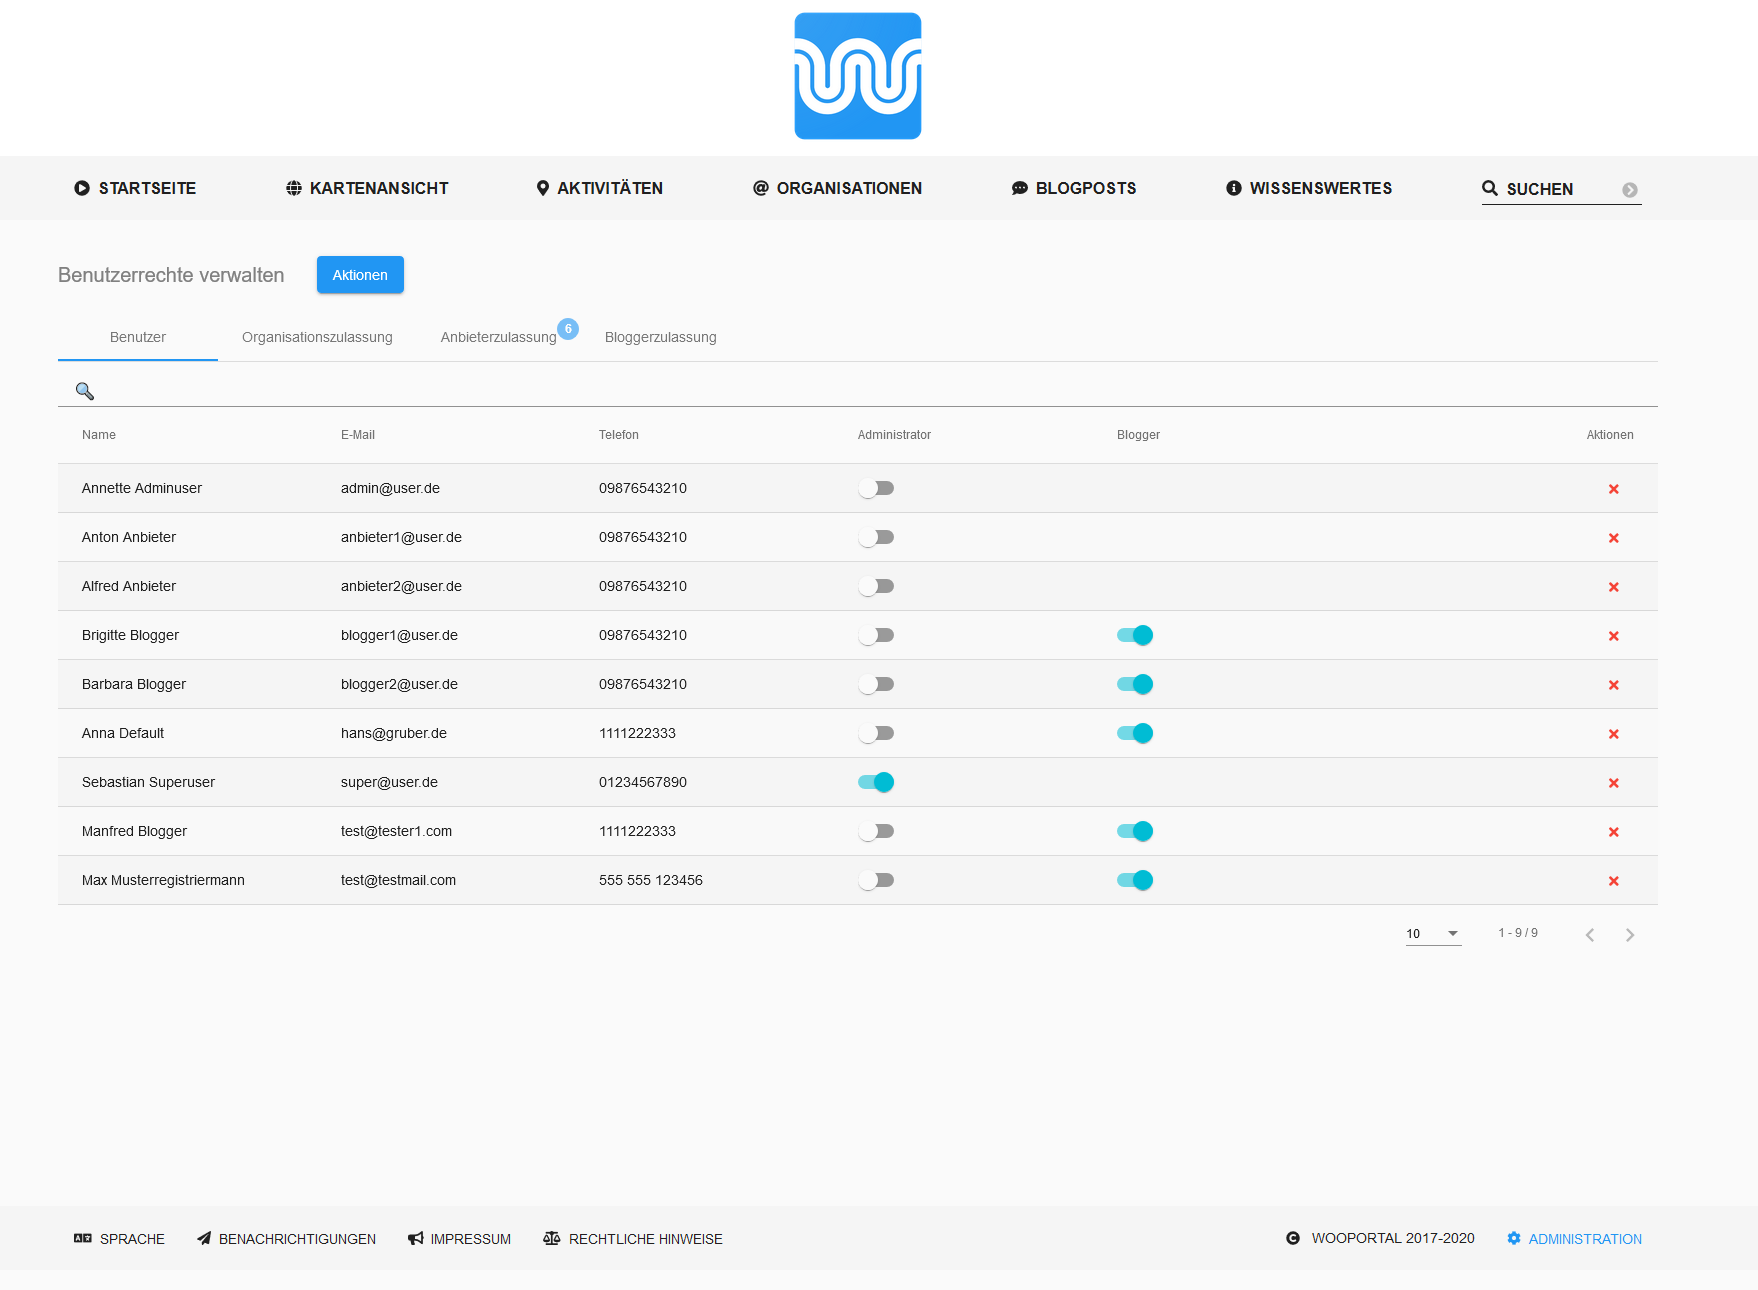 STARTSEITE KARTENANSICHT AKTIVITÄTEN ORGANISATIONEN BLOGPOSTS WISSENSWERTES SUCHEN
Benutzerrechte verwalten Aktionen
Benutzer Organisationszulassung Anbieterzulassung 6 Bloggerzulassung
Name E-Mail Telefon Administrator Blogger Aktionen
Annette Adminuser admin@user.de 09876543210
Anton Anbieter anbieter1@user.de 09876543210
Alfred Anbieter anbieter2@user.de 09876543210
Brigitte Blogger blogger1@user.de 09876543210
Barbara Blogger blogger2@user.de 09876543210
Anna Default hans@gruber.de 1111222333
Sebastian Superuser super@user.de 01234567890
Manfred Blogger test@tester1.com 1111222333
Max Musterregistriermann test@testmail.com 555 555 123456
10 1 - 9 / 9
SPRACHE BENACHRICHTIGUNGEN IMPRESSUM RECHTLICHE HINWEISE WOOPORTAL 2017-2020 ADMINISTRATION